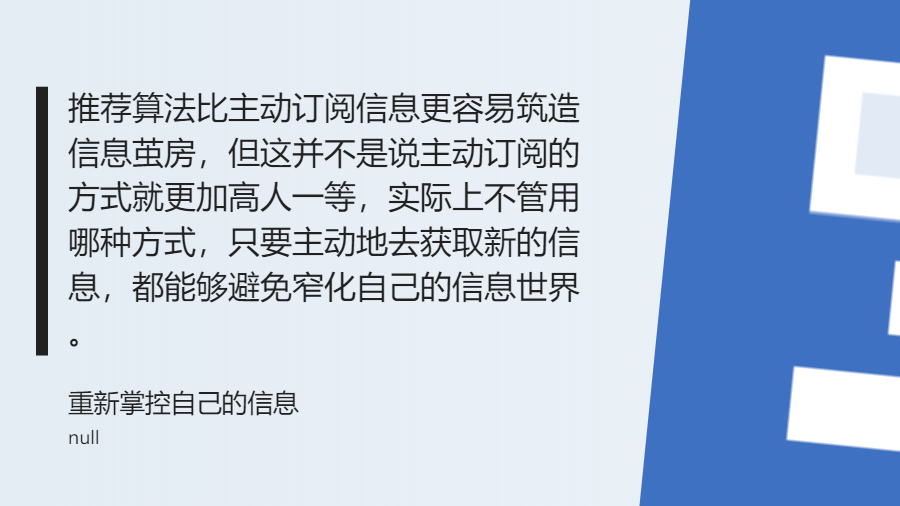 推荐算法比主动订阅信息更容易筑造
信息茧房，但这并不是说主动订阅的
方式就更加高人一等，实际上不管用
哪种方式，只要主动地去获取新的信
息，都能够避免窄化自己的信息世界
。
重新掌控自己的信息
null